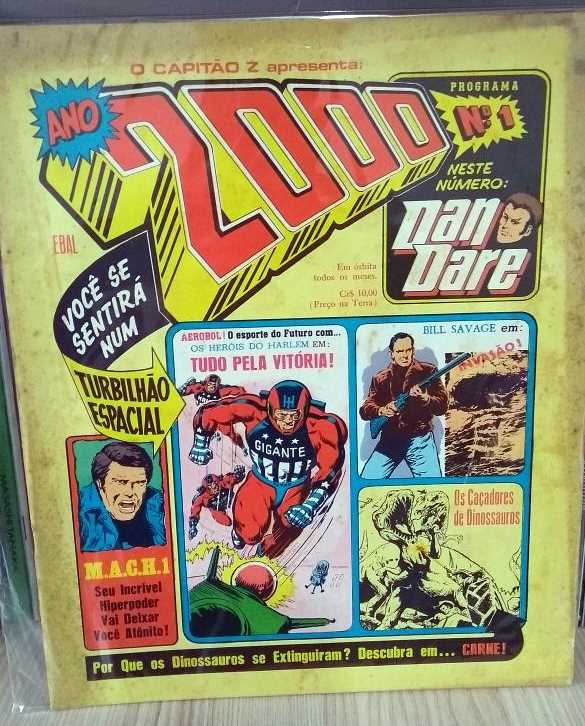 O CAPITÃO Z apresenta:
ANO
2000
PROGRAMA
Nº 1
NESTE
NÚMERO:
Dan
Dare
EBAL
Em órbita
todos os meses.
Cr$ 10,00
(Preço na Terra)
VOCÊ SE
SENTIRÁ
NUM
TURBILHÃO
ESPACIAL
AEROBOL! O esporte do Futuro com...
OS HERÓIS DO HARLEM EM:
TUDO PELA VITÓRIA!
H
GIGANTE
BILL SAVAGE em:
INVASÃO!
Os Caçadores
de Dinossauros
M.A.C.H.1
Seu Incrível
Hiperpoder
Vai Deixar
Você Atônito!
Por Que os Dinossauros se Extinguiram? Descubra em... CARNE!